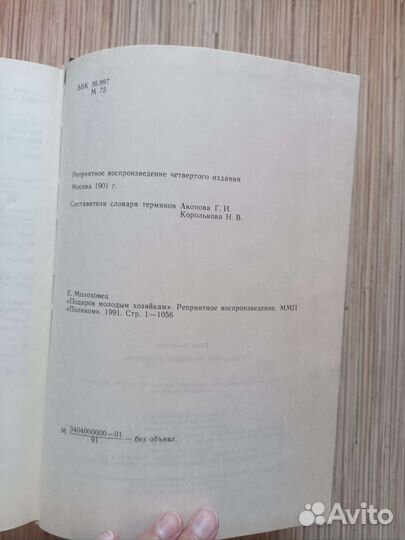 ББК 36.997
М 75
Репринтное воспроизведение четвертого издания
Москва 1901 г.
Составители словаря терминов Акопова Г. И.
Королькова Н. В.
Е. Молоховец
«Подарок молодым хозяйкам». Репринтное воспроизведение. ММП
«Поликом». 1991. Стр. 1—1056
М 3404000000—01
91 — без объявл.
Avito